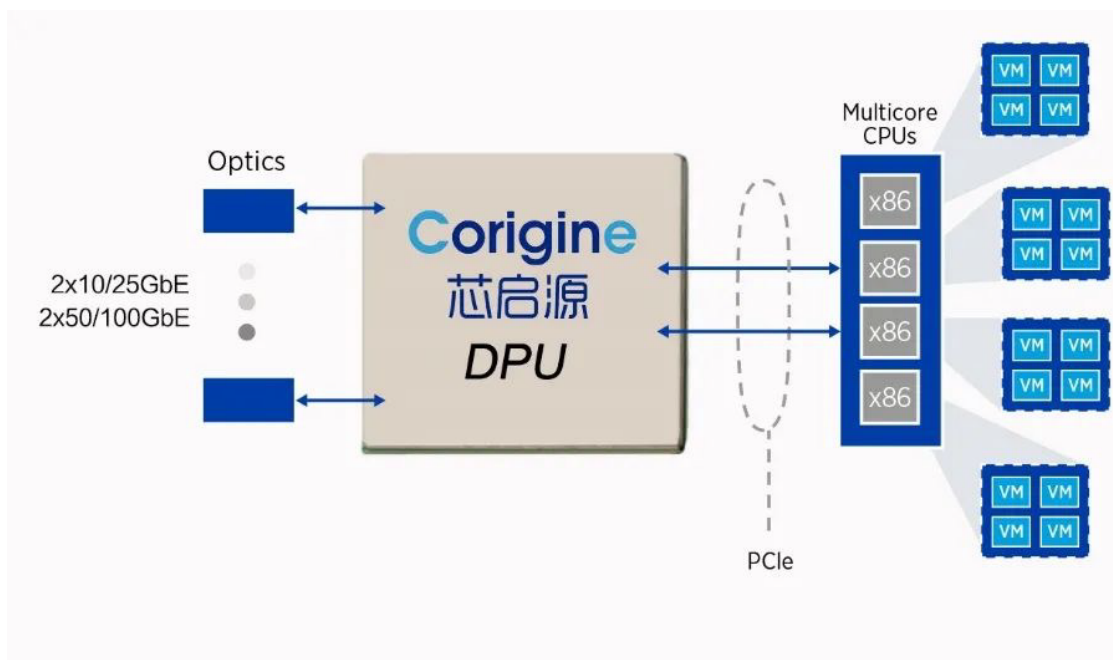 Optics
2x10/25GbE
2x50/100GbE
Corigine
芯启源
DPU
PCIe
Multicore
CPUs
x86
x86
x86
x86
VM VM
VM VM
VM VM
VM VM
VM VM
VM VM
VM VM
VM VM